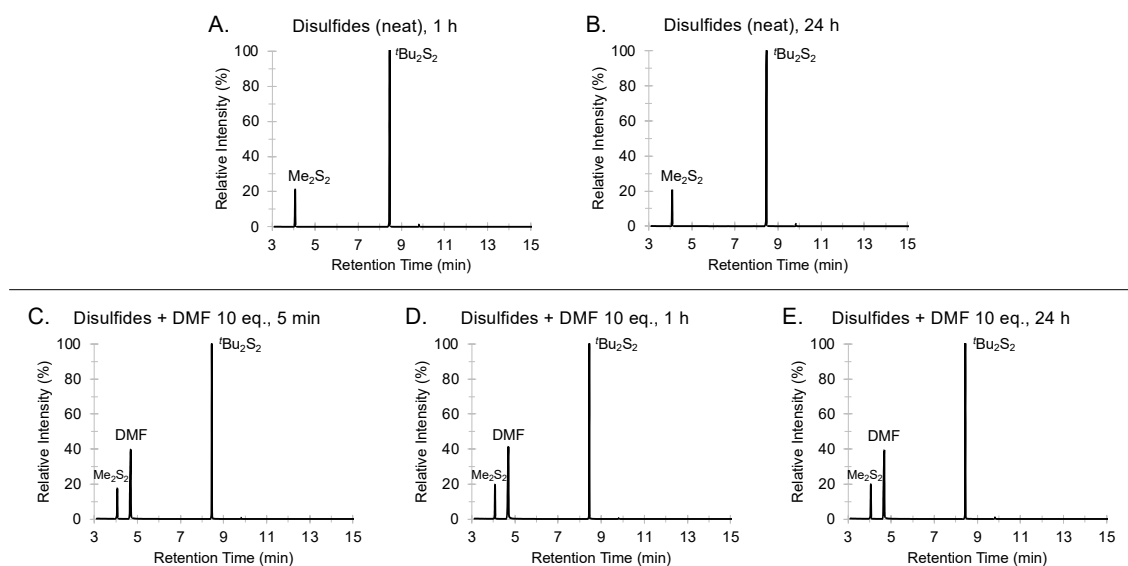 A. Disulfides (neat), 1 h
100
80
60
40
20
0
Relative Intensity (%)
Me₂S₂
ᵗBu₂S₂
3 5 7 9 11 13 15
Retention Time (min)
B. Disulfides (neat), 24 h
100
80
60
40
20
0
Relative Intensity (%)
Me₂S₂
ᵗBu₂S₂
3 5 7 9 11 13 15
Retention Time (min)
C. Disulfides + DMF 10 eq., 5 min
100
80
60
40
20
0
Relative Intensity (%)
Me₂S₂
DMF
ᵗBu₂S₂
3 5 7 9 11 13 15
Retention Time (min)
D. Disulfides + DMF 10 eq., 1 h
100
80
60
40
20
0
Relative Intensity (%)
Me₂S₂
DMF
ᵗBu₂S₂
3 5 7 9 11 13 15
Retention Time (min)
E. Disulfides + DMF 10 eq., 24 h
100
80
60
40
20
0
Relative Intensity (%)
Me₂S₂
DMF
ᵗBu₂S₂
3 5 7 9 11 13 15
Retention Time (min)